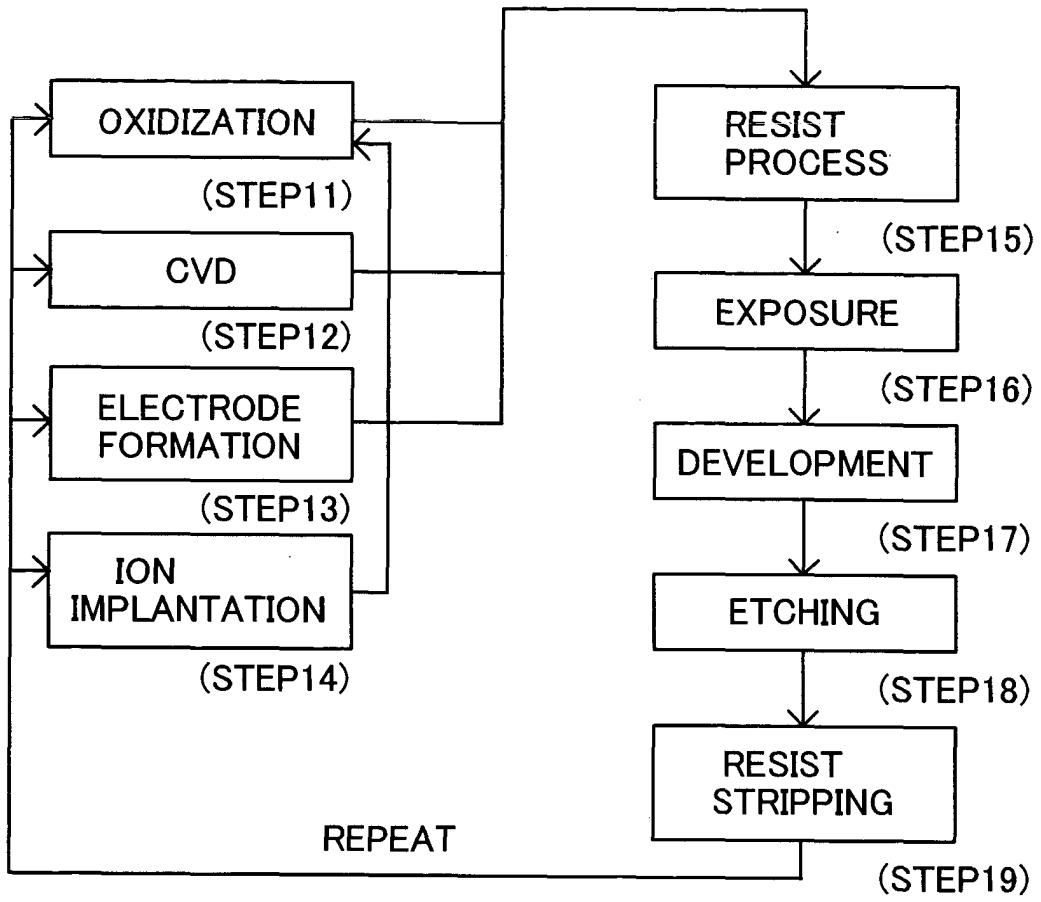 OXIDIZATION
(STEP11)
CVD
(STEP12)
ELECTRODE
FORMATION
(STEP13)
ION
IMPLANTATION
(STEP14)
RESIST
PROCESS
(STEP15)
EXPOSURE
(STEP16)
DEVELOPMENT
(STEP17)
ETCHING
(STEP18)
RESIST
STRIPPING
(STEP19)
REPEAT